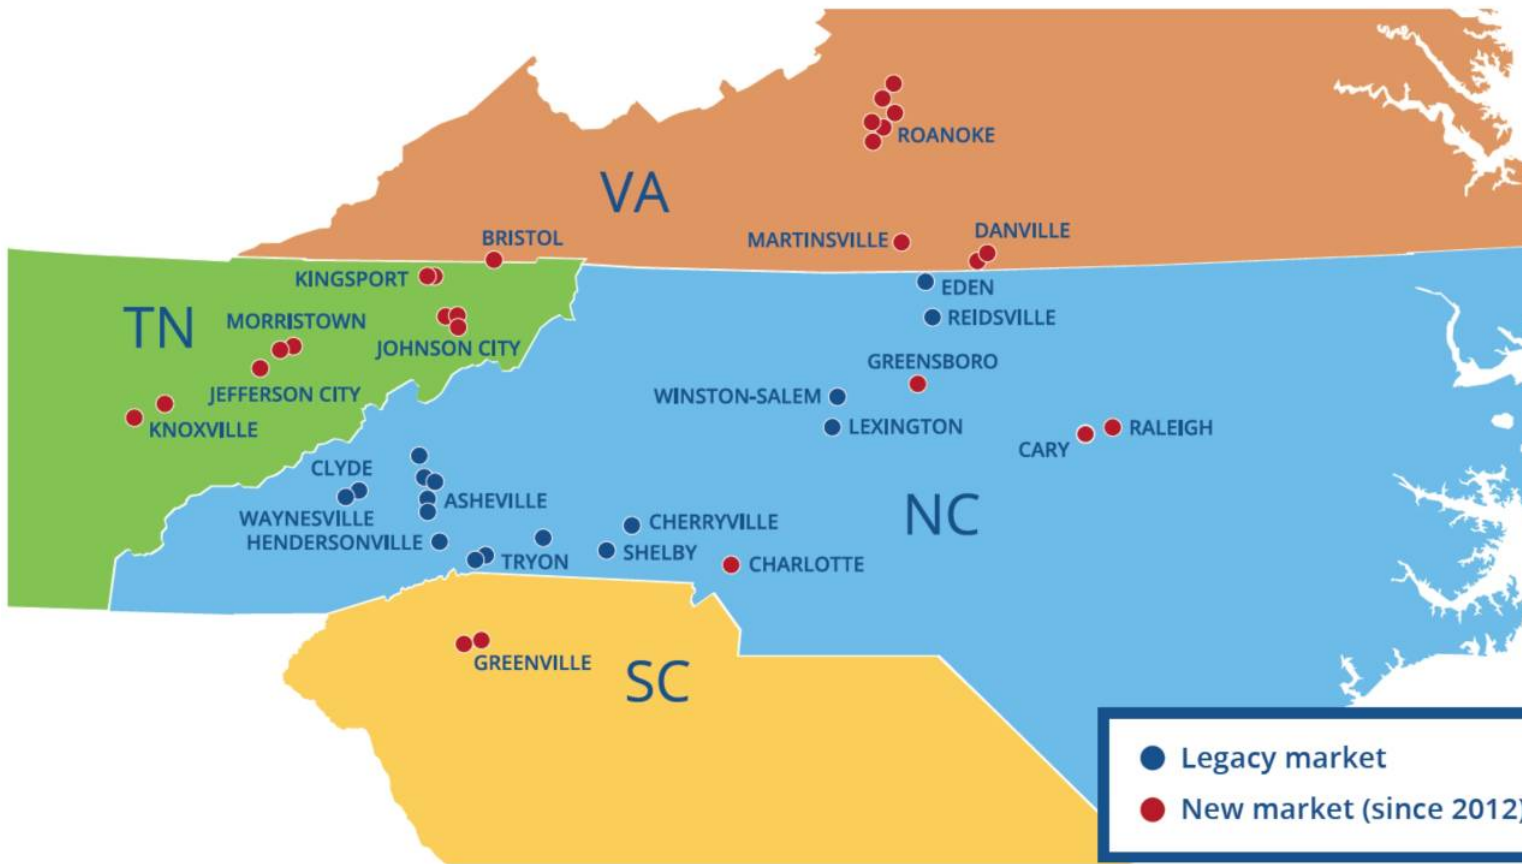 ROANOKE
VA
BRISTOL
MARTINSVILLE
DANVILLE
KINGSPORT
EDEN
TN
MORRISTOWN
REIDSVILLE
JOHNSON CITY
GREENSBORO
JEFFERSON CITY
WINSTON-SALEM
KNOXVILLE
LEXINGTON
RALEIGH
CARY
CLYDE
ASHEVILLE
NC
WAYNESVILLE
CHERRYVILLE
HENDERSONVILLE
SHELBY
TRYON
CHARLOTTE
GREENVILLE
SC
Legacy market
New market (since 2012)